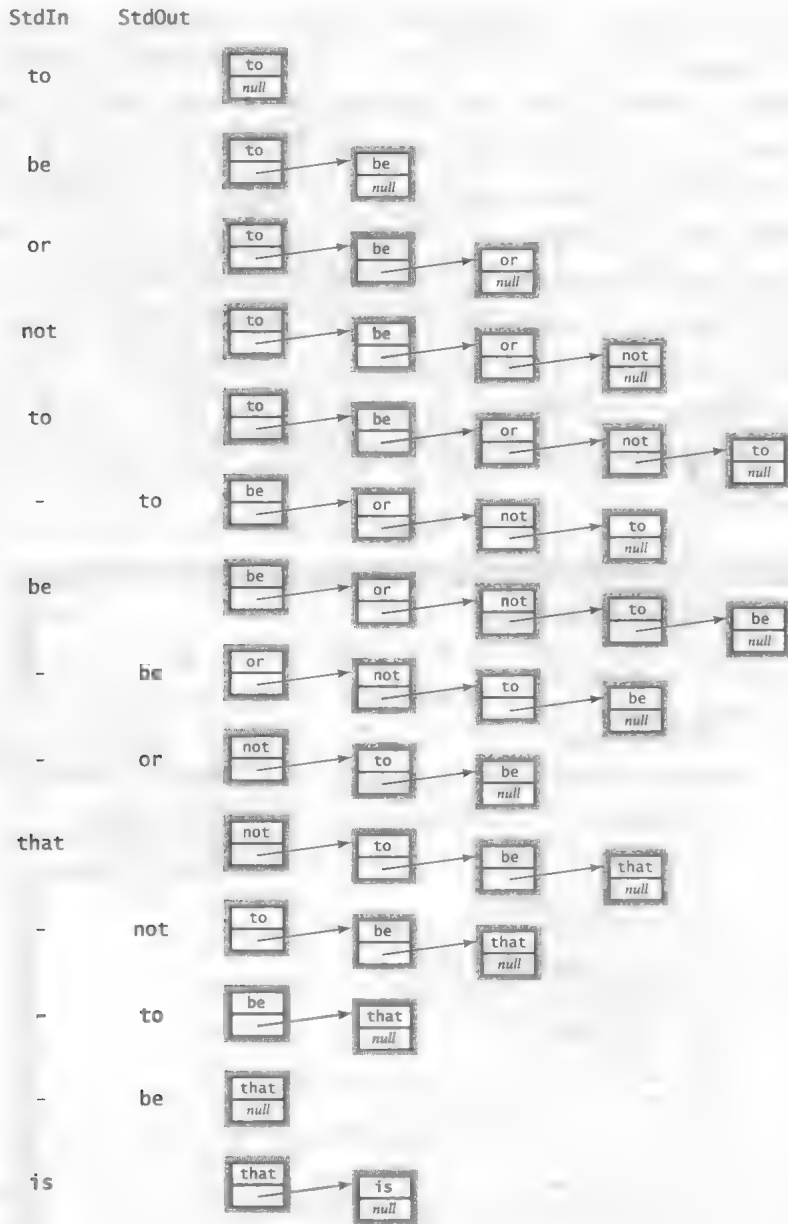 StdIn StdOut
to to
null
be to be
null
or to be or
null
not to be or not
null
to to be or not to
null
- to be or not to
null
be be or not to be
null
- be or not to be
null
- or not to be
null
that not to be that
null
- not to be that
null
- to be that
null
- be that
null
is that is
null